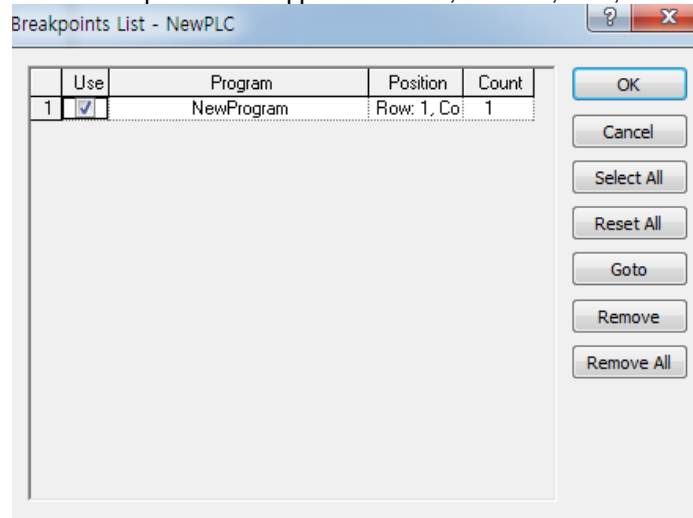 Breakpoints List - NewPLC
Use Program Position Count
1 NewProgram Row: 1, Co 1
OK
Cancel
Select All
Reset All
Goto
Remove
Remove All